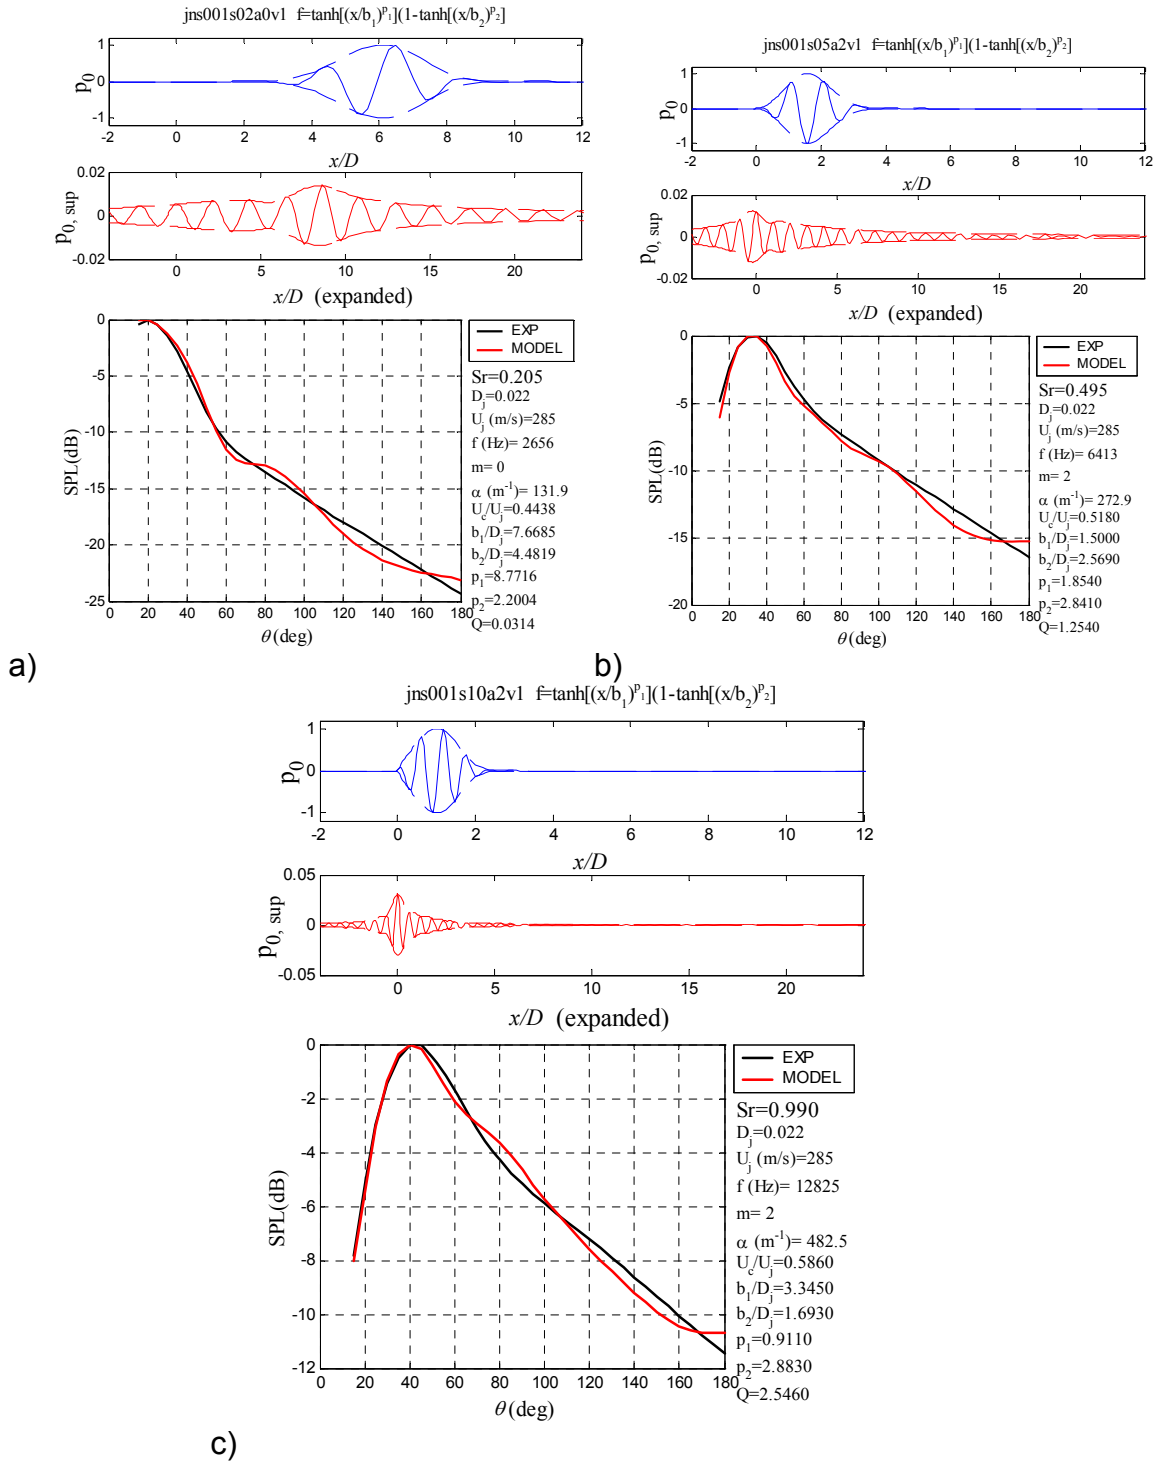 jns001s02a0v1 f=tanh[(x/b₁)^p₁](1-tanh[(x/b₂)^p₂]
1
0
-1
p₀
-2 0 2 4 6 8 10 12
x/D
0.02
0
-0.02
p₀, sup
0 5 10 15 20
x/D (expanded)
0
-5
-10
-15
-20
-25
SPL(dB)
0 20 40 60 80 100 120 140 160 180
θ(deg)
EXP
MODEL
Sr=0.205
Dⱼ=0.022
Uⱼ (m/s)=285
f (Hz)= 2656
m= 0
α (m⁻¹)= 131.9
U_c/Uⱼ=0.4438
b₁/Dⱼ=7.6685
b₂/Dⱼ=4.4819
p₁=8.7716
p₂=2.2004
Q=0.0314
a)
jns001s05a2v1 f=tanh[(x/b₁)^p₁](1-tanh[(x/b₂)^p₂]
1
0
-1
p₀
-2 0 2 4 6 8 10 12
x/D
0.02
0
-0.02
p₀, sup
0 5 10 15 20
x/D (expanded)
0
-5
-10
-15
-20
SPL(dB)
0 20 40 60 80 100 120 140 160 180
θ(deg)
EXP
MODEL
Sr=0.495
Dⱼ=0.022
Uⱼ (m/s)=285
f (Hz)= 6413
m= 2
α (m⁻¹)= 272.9
U_c/Uⱼ=0.5180
b₁/Dⱼ=1.5000
b₂/Dⱼ=2.5690
p₁=1.8540
p₂=2.8410
Q=1.2540
b)
jns001s10a2v1 f=tanh[(x/b₁)^p₁](1-tanh[(x/b₂)^p₂]
1
0
-1
p₀
-2 0 2 4 6 8 10 12
x/D
0.05
0
-0.05
p₀, sup
0 5 10 15 20
x/D (expanded)
0
-2
-4
-6
-8
-10
-12
SPL(dB)
0 20 40 60 80 100 120 140 160 180
θ(deg)
EXP
MODEL
Sr=0.990
Dⱼ=0.022
Uⱼ (m/s)=285
f (Hz)= 12825
m= 2
α (m⁻¹)= 482.5
U_c/Uⱼ=0.5860
b₁/Dⱼ=3.3450
b₂/Dⱼ=1.6930
p₁=0.9110
p₂=2.8830
Q=2.5460
c)